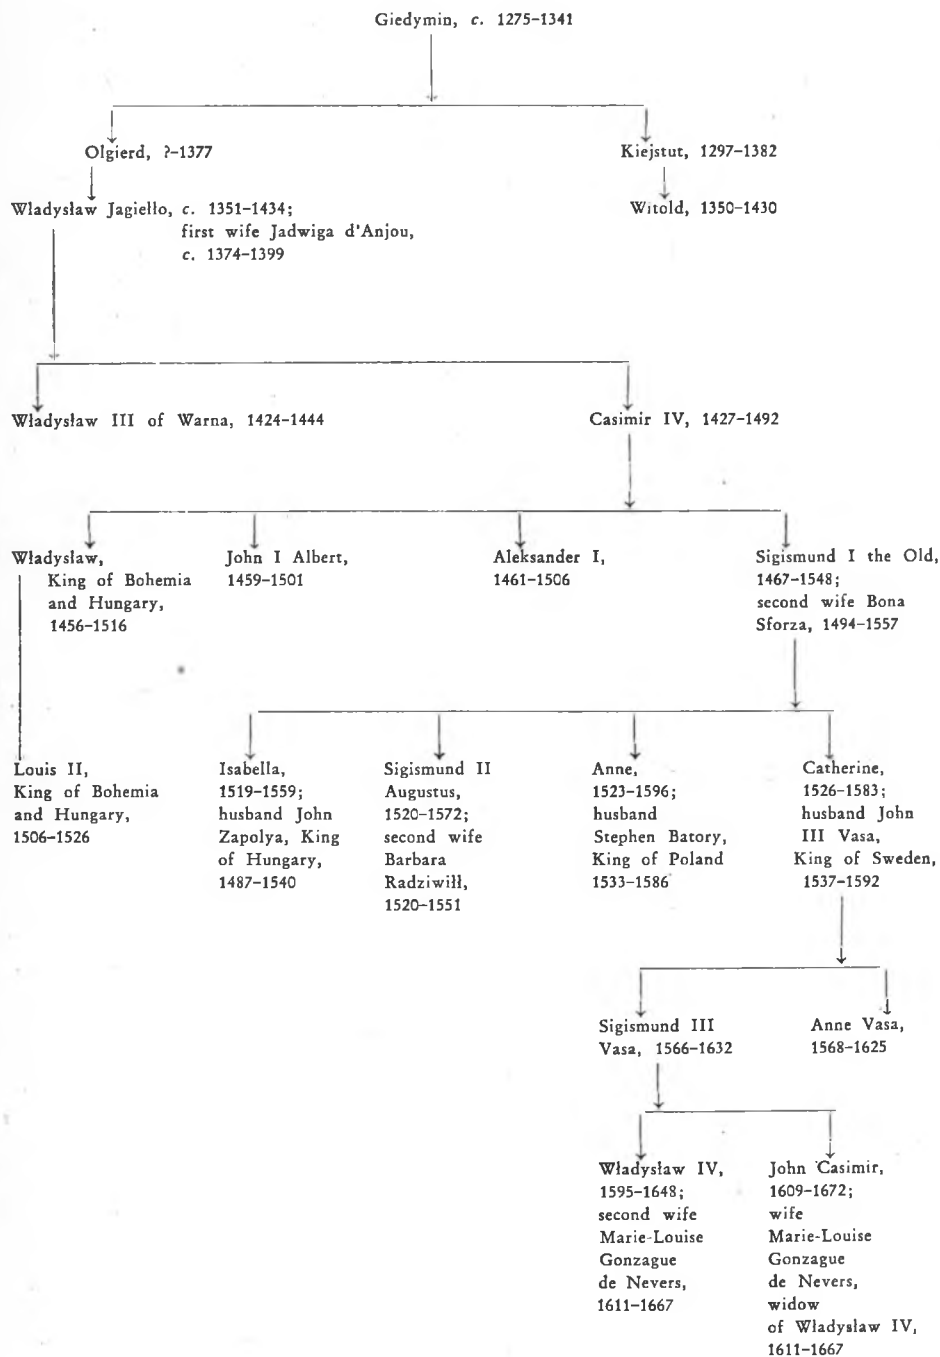 Giedymin, c. 1275-1341
Olgierd, ?-1377
Kiejstut, 1297-1382
Władysław Jagiełło, c. 1351-1434;
first wife Jadwiga d'Anjou,
c. 1374-1399
Witold, 1350-1430
Władysław III of Warna, 1424-1444
Casimir IV, 1427-1492
Władysław,
King of Bohemia
and Hungary,
1456-1516
John I Albert,
1459-1501
Aleksander I,
1461-1506
Sigismund I the Old,
1467-1548;
second wife Bona
Sforza, 1494-1557
Louis II,
King of Bohemia
and Hungary,
1506-1526
Isabella,
1519-1559;
husband John
Zapolya, King
of Hungary,
1487-1540
Sigismund II
Augustus,
1520-1572;
second wife
Barbara
Radziwiłł,
1520-1551
Anne,
1523-1596;
husband
Stephen Batory,
King of Poland
1533-1586
Catherine,
1526-1583;
husband John
III Vasa,
King of Sweden,
1537-1592
Sigismund III
Vasa, 1566-1632
Anne Vasa,
1568-1625
Władysław IV,
1595-1648;
second wife
Marie-Louise
Gonzague
de Nevers,
1611-1667
John Casimir,
1609-1672;
wife
Marie-Louise
Gonzague
de Nevers,
widow
of Władysław IV,
1611-1667